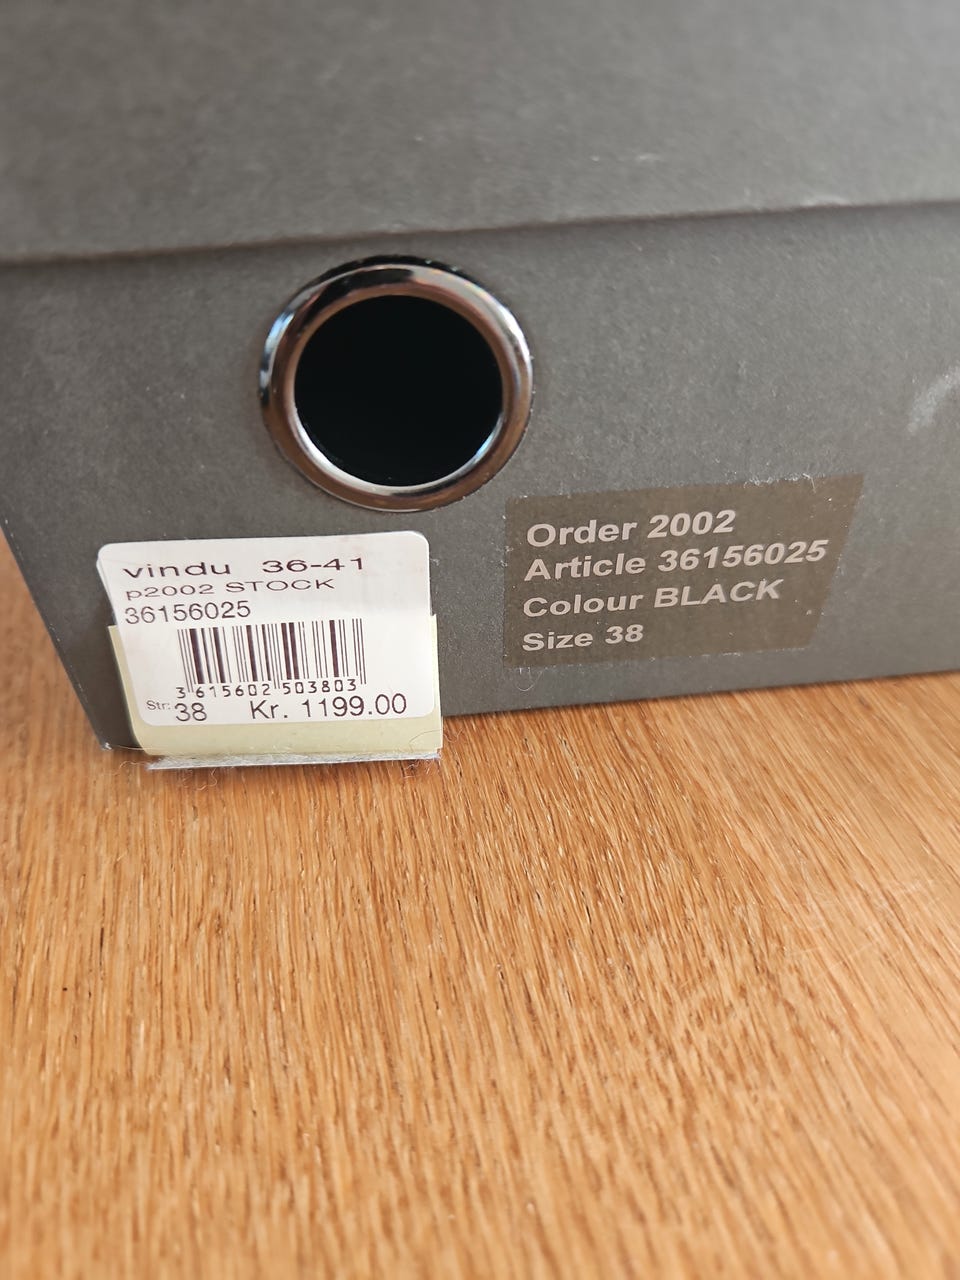 vindu 36-41
p2002 STOCK
36156025
3 615602 503803
Str: 38 Kr. 1199.00
Order 2002
Article 36156025
Colour BLACK
Size 38